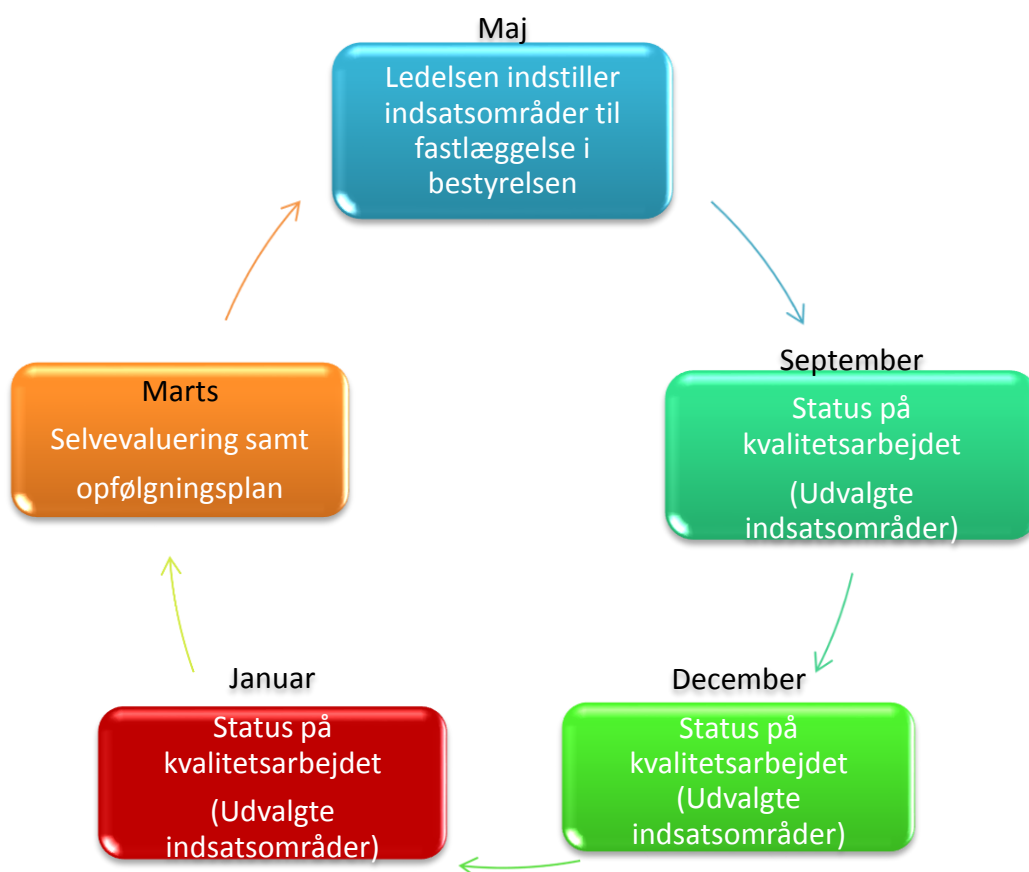 Maj
Ledelsen indstiller
indsatsområder til
fastlæggelse i
bestyrelsen
September
Status på
kvalitetsarbejdet
(Udvalgte
indsatsområder)
December
Status på
kvalitetsarbejdet
(Udvalgte
indsatsområder)
Januar
Status på
kvalitetsarbejdet
(Udvalgte
indsatsområder)
Marts
Selvevaluering samt
opfølgningsplan